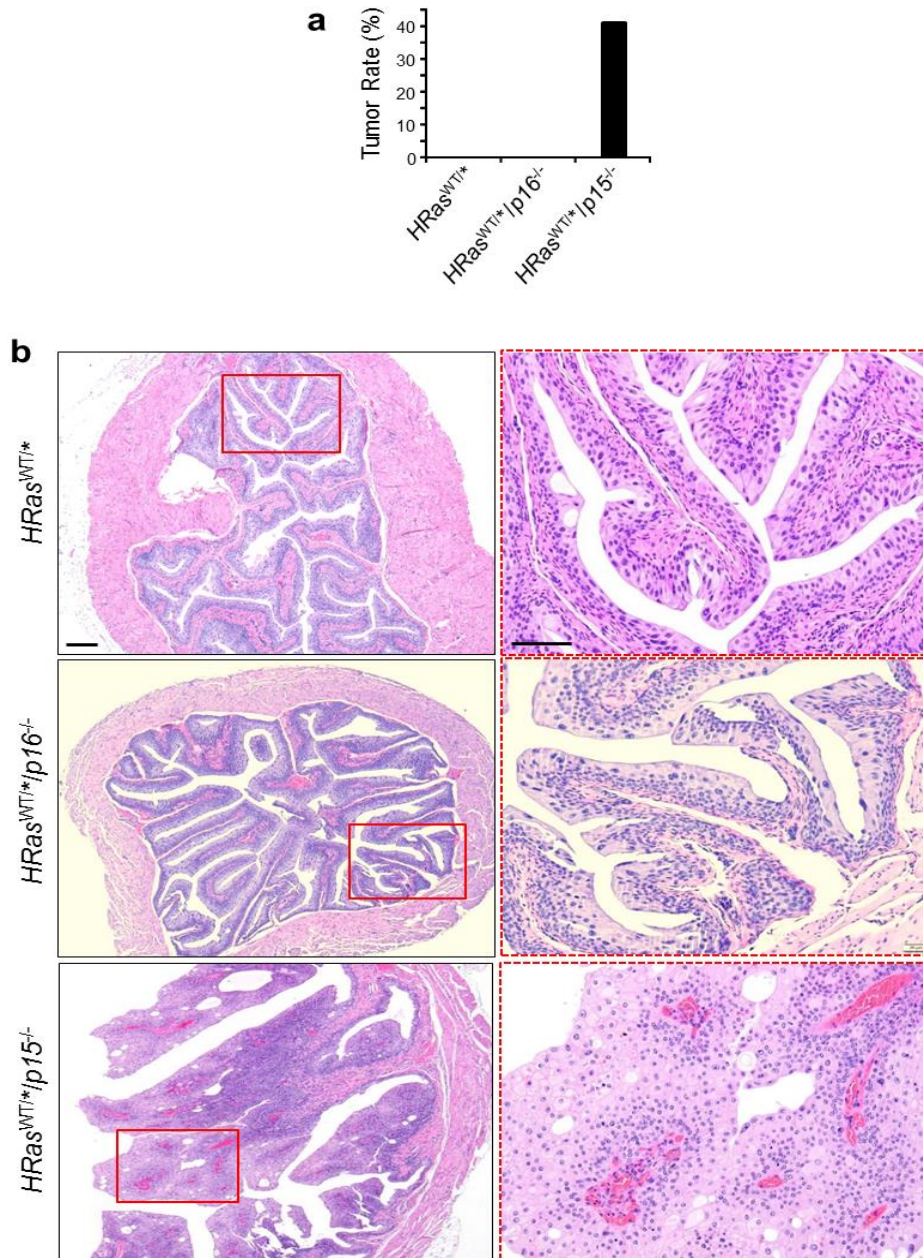 a
Tumor Rate (%)
40
30
20
10
0
HRasWT/*
HRasWT/*/p16-/-
HRasWT/*/p15-/-
b
HRasWT/*
HRasWT/*/p16-/-
HRasWT/*/p15-/-